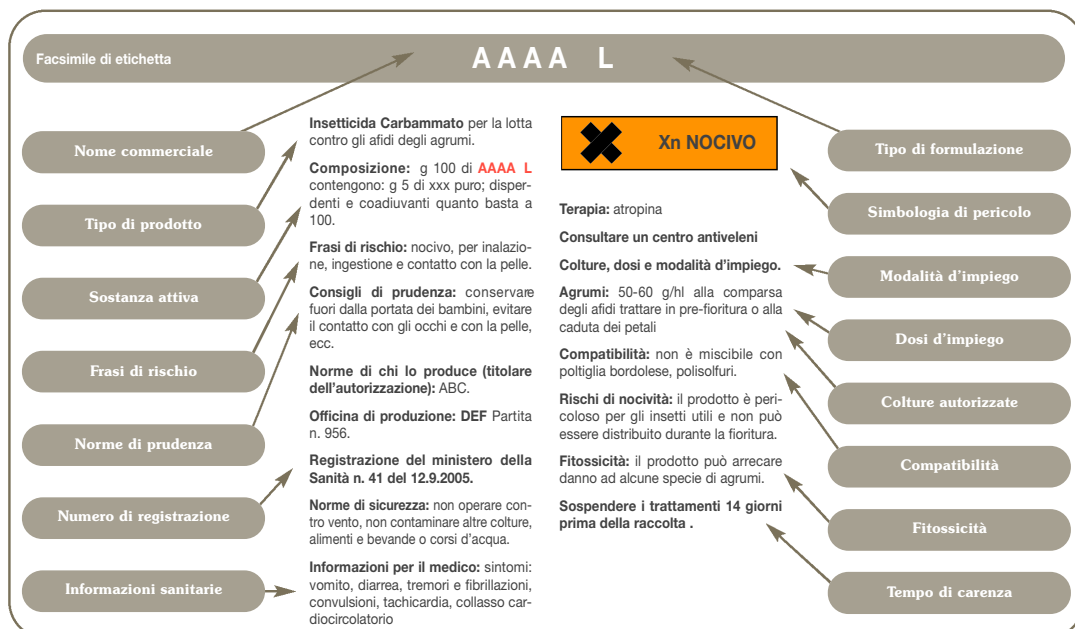 Facsimile di etichetta
AAAA L
Nome commerciale
Tipo di prodotto
Sostanza attiva
Frasi di rischio
Norme di prudenza
Numero di registrazione
Informazioni sanitarie
Insetticida Carbammato per la lotta
contro gli afidi degli agrumi.
Composizione: g 100 di AAAA L
contengono: g 5 di xxx puro; disper-
denti e coadiuvanti quanto basta a
100.
Frasi di rischio: nocivo, per inalazio-
ne, ingestione e contatto con la pelle.
Consigli di prudenza: conservare
fuori dalla portata dei bambini, evitare
il contatto con gli occhi e con la pelle,
ecc.
Norme di chi lo produce (titolare
dell'autorizzazione): ABC.
Officina di produzione: DEF Partita
n. 956.
Registrazione del ministero della
Sanità n. 41 del 12.9.2005.
Norme di sicurezza: non operare con-
tro vento, non contaminare altre colture,
alimenti e bevande o corsi d'acqua.
Informazioni per il medico: sintomi:
vomito, diarrea, tremori e fibrillazioni,
convulsioni, tachicardia, collasso car-
diocircolatorio
Xn NOCIVO
Terapia: atropina
Consultare un centro antiveleni
Colture, dosi e modalità d'impiego.
Agrumi: 50-60 g/hl alla comparsa
degli afidi trattare in pre-fioritura o alla
caduta dei petali
Compatibilità: non è miscibile con
poltiglia bordolese, polisolfuri.
Rischi di nocività: il prodotto è peri-
coloso per gli insetti utili e non può
essere distribuito durante la fioritura.
Fitossicità: il prodotto può arrecare
danno ad alcune specie di agrumi.
Sospendere i trattamenti 14 giorni
prima della raccolta .
Tipo di formulazione
Simbologia di pericolo
Modalità d'impiego
Dosi d'impiego
Colture autorizzate
Compatibilità
Fitossicità
Tempo di carenza